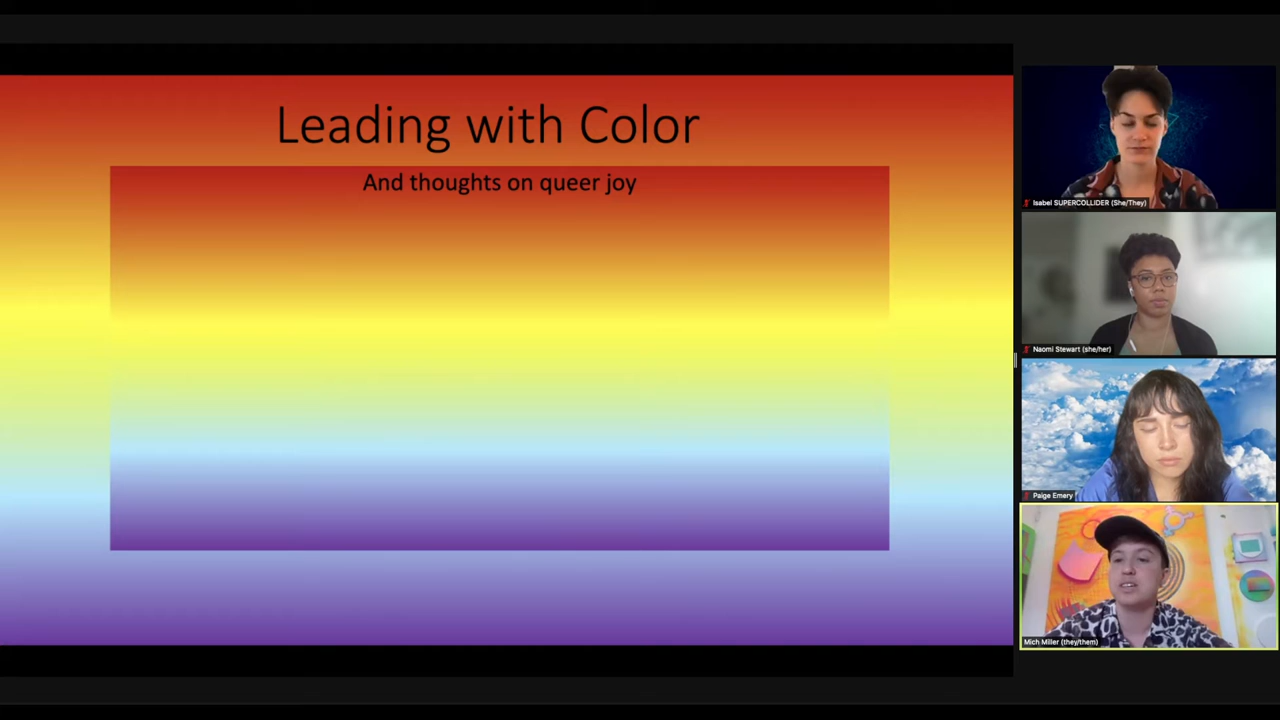 Leading with Color
And thoughts on queer joy
Isabel SUPERCOLLIDER (She/They)
Naomi Stewart (she/her)
Paige Emery
Mich Miller (they/them)